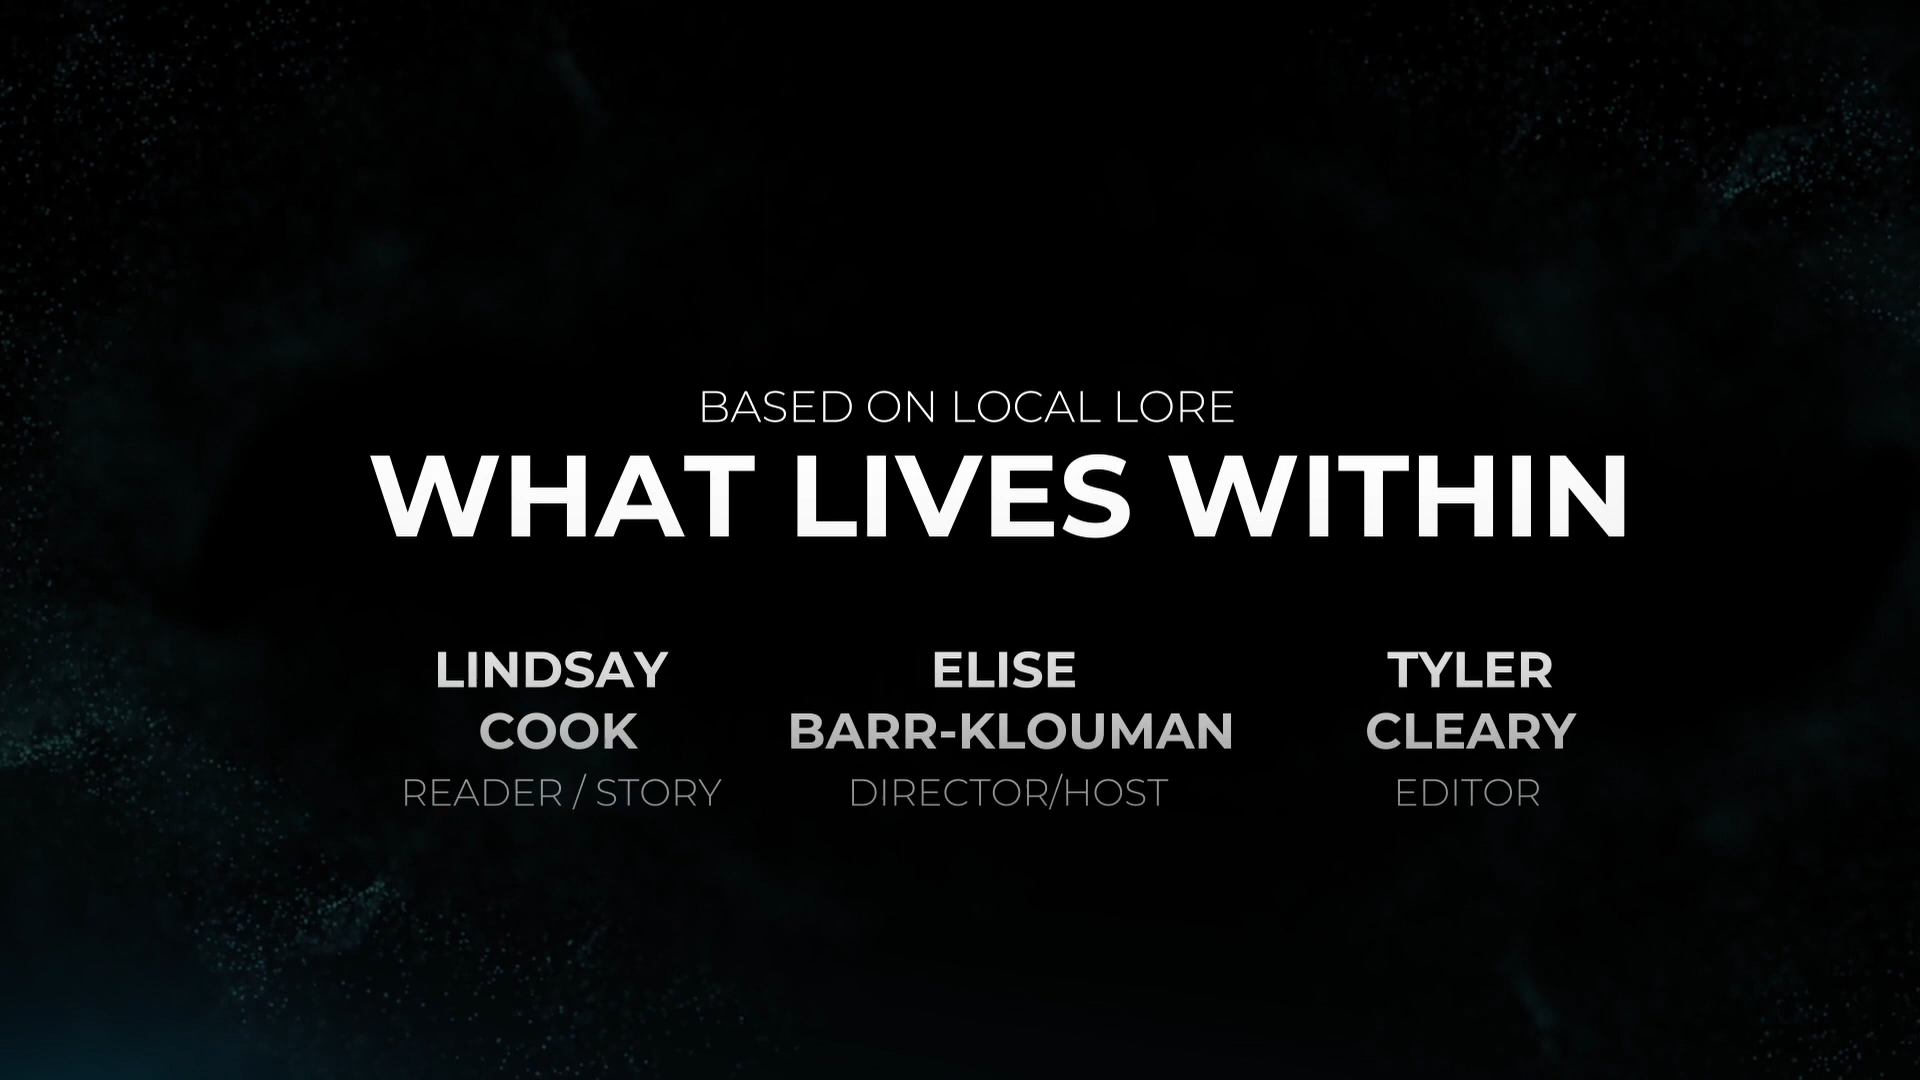 BASED ON LOCAL LORE
WHAT LIVES WITHIN
LINDSAY
COOK
READER / STORY
ELISE
BARR-KLOUMAN
DIRECTOR/HOST
TYLER
CLEARY
EDITOR